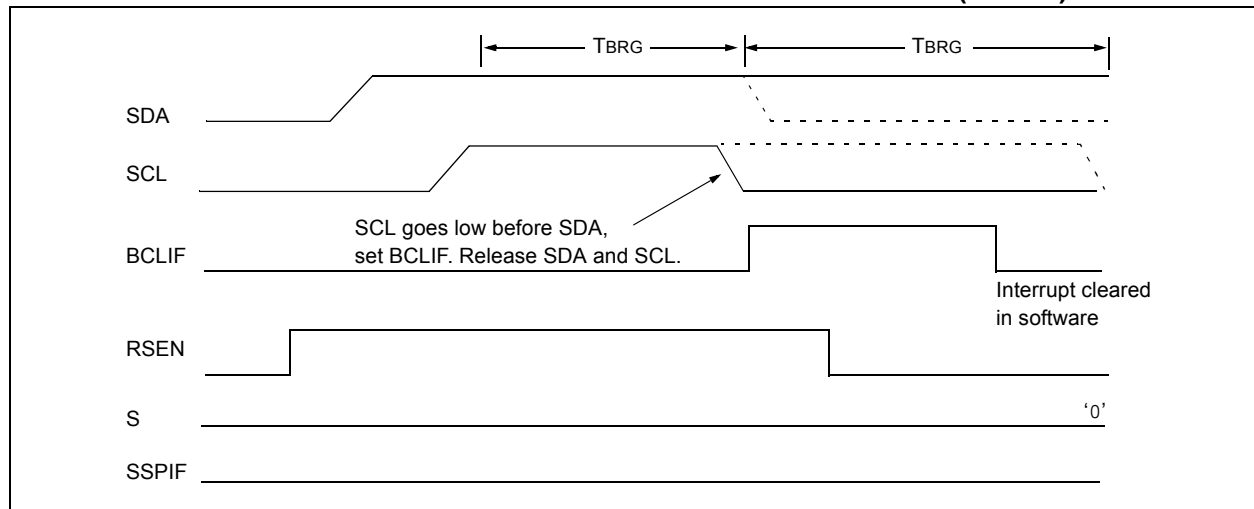 TBRG TBRG
SDA
SCL
SCL goes low before SDA,
set BCLIF. Release SDA and SCL.
BCLIF
Interrupt cleared
in software
RSEN
S
'0'
SSPIF